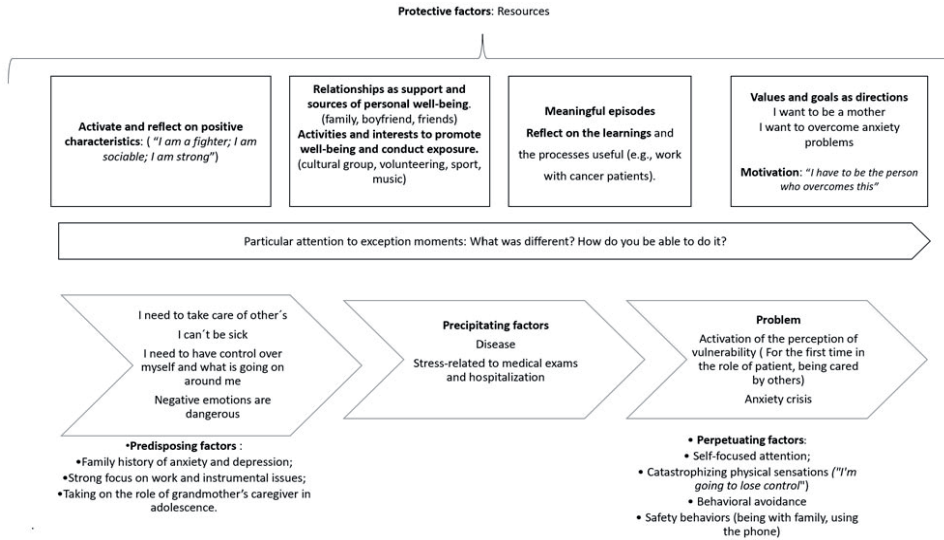 Protective factors: Resources
Activate and reflect on positive
characteristics: ( "I am a fighter; I am
sociable; I am strong")
Relationships as support and
sources of personal well-being.
(family, boyfriend, friends)
Activities and interests to promote
well-being and conduct exposure.
(cultural group, volunteering, sport,
music)
Meaningful episodes
Reflect on the learnings and
the processes useful (e.g., work
with cancer patients).
Values and goals as directions
I want to be a mother
I want to overcome anxiety
problems
Motivation: "I have to be the person
who overcomes this"
Particular attention to exception moments: What was different? How do you be able to do it?
I need to take care of other´s
I can´t be sick
I need to have control over
myself and what is going on
around me
Negative emotions are
dangerous
•Predisposing factors :
•Family history of anxiety and depression;
•Strong focus on work and instrumental issues;
•Taking on the role of grandmother's caregiver in
adolescence.
Precipitating factors
Disease
Stress-related to medical exams
and hospitalization
Problem
Activation of the perception of
vulnerability ( For the first time in
the role of patient, being cared
by others)
Anxiety crisis
• Perpetuating factors:
• Self-focused attention;
• Catastrophizing physical sensations ("I'm
going to lose control")
• Behavioral avoidance
• Safety behaviors (being with family, using
the phone)
.